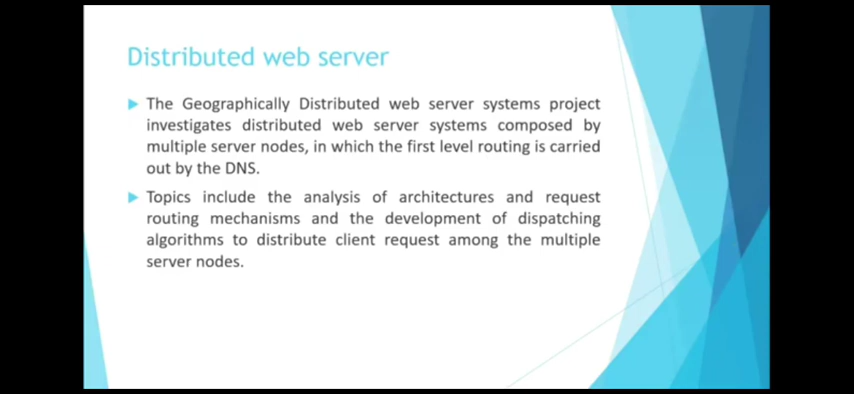 Distributed web server
The Geographically Distributed web server systems project
investigates distributed web server systems composed by
multiple server nodes, in which the first level routing is carried
out by the DNS.
Topics include the analysis of architectures and request
routing mechanisms and the development of dispatching
algorithms to distribute client request among the multiple
server nodes.